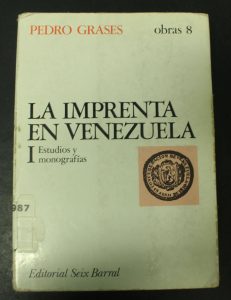 PEDRO GRASES obras 8
LA IMPRENTA
EN VENEZUELA
I Estudios y
monografías
987
Editorial Seix Barral